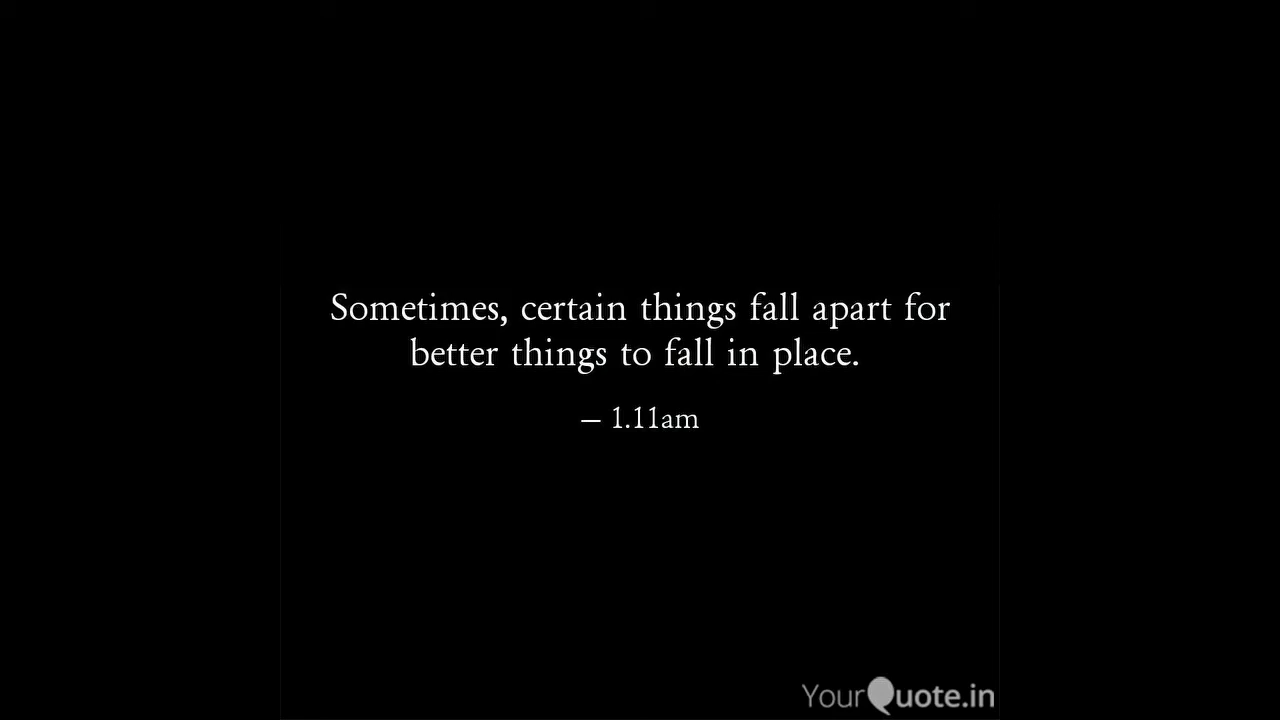 Sometimes, certain things fall apart for
better things to fall in place.
– 1.11am
YourQuote.in